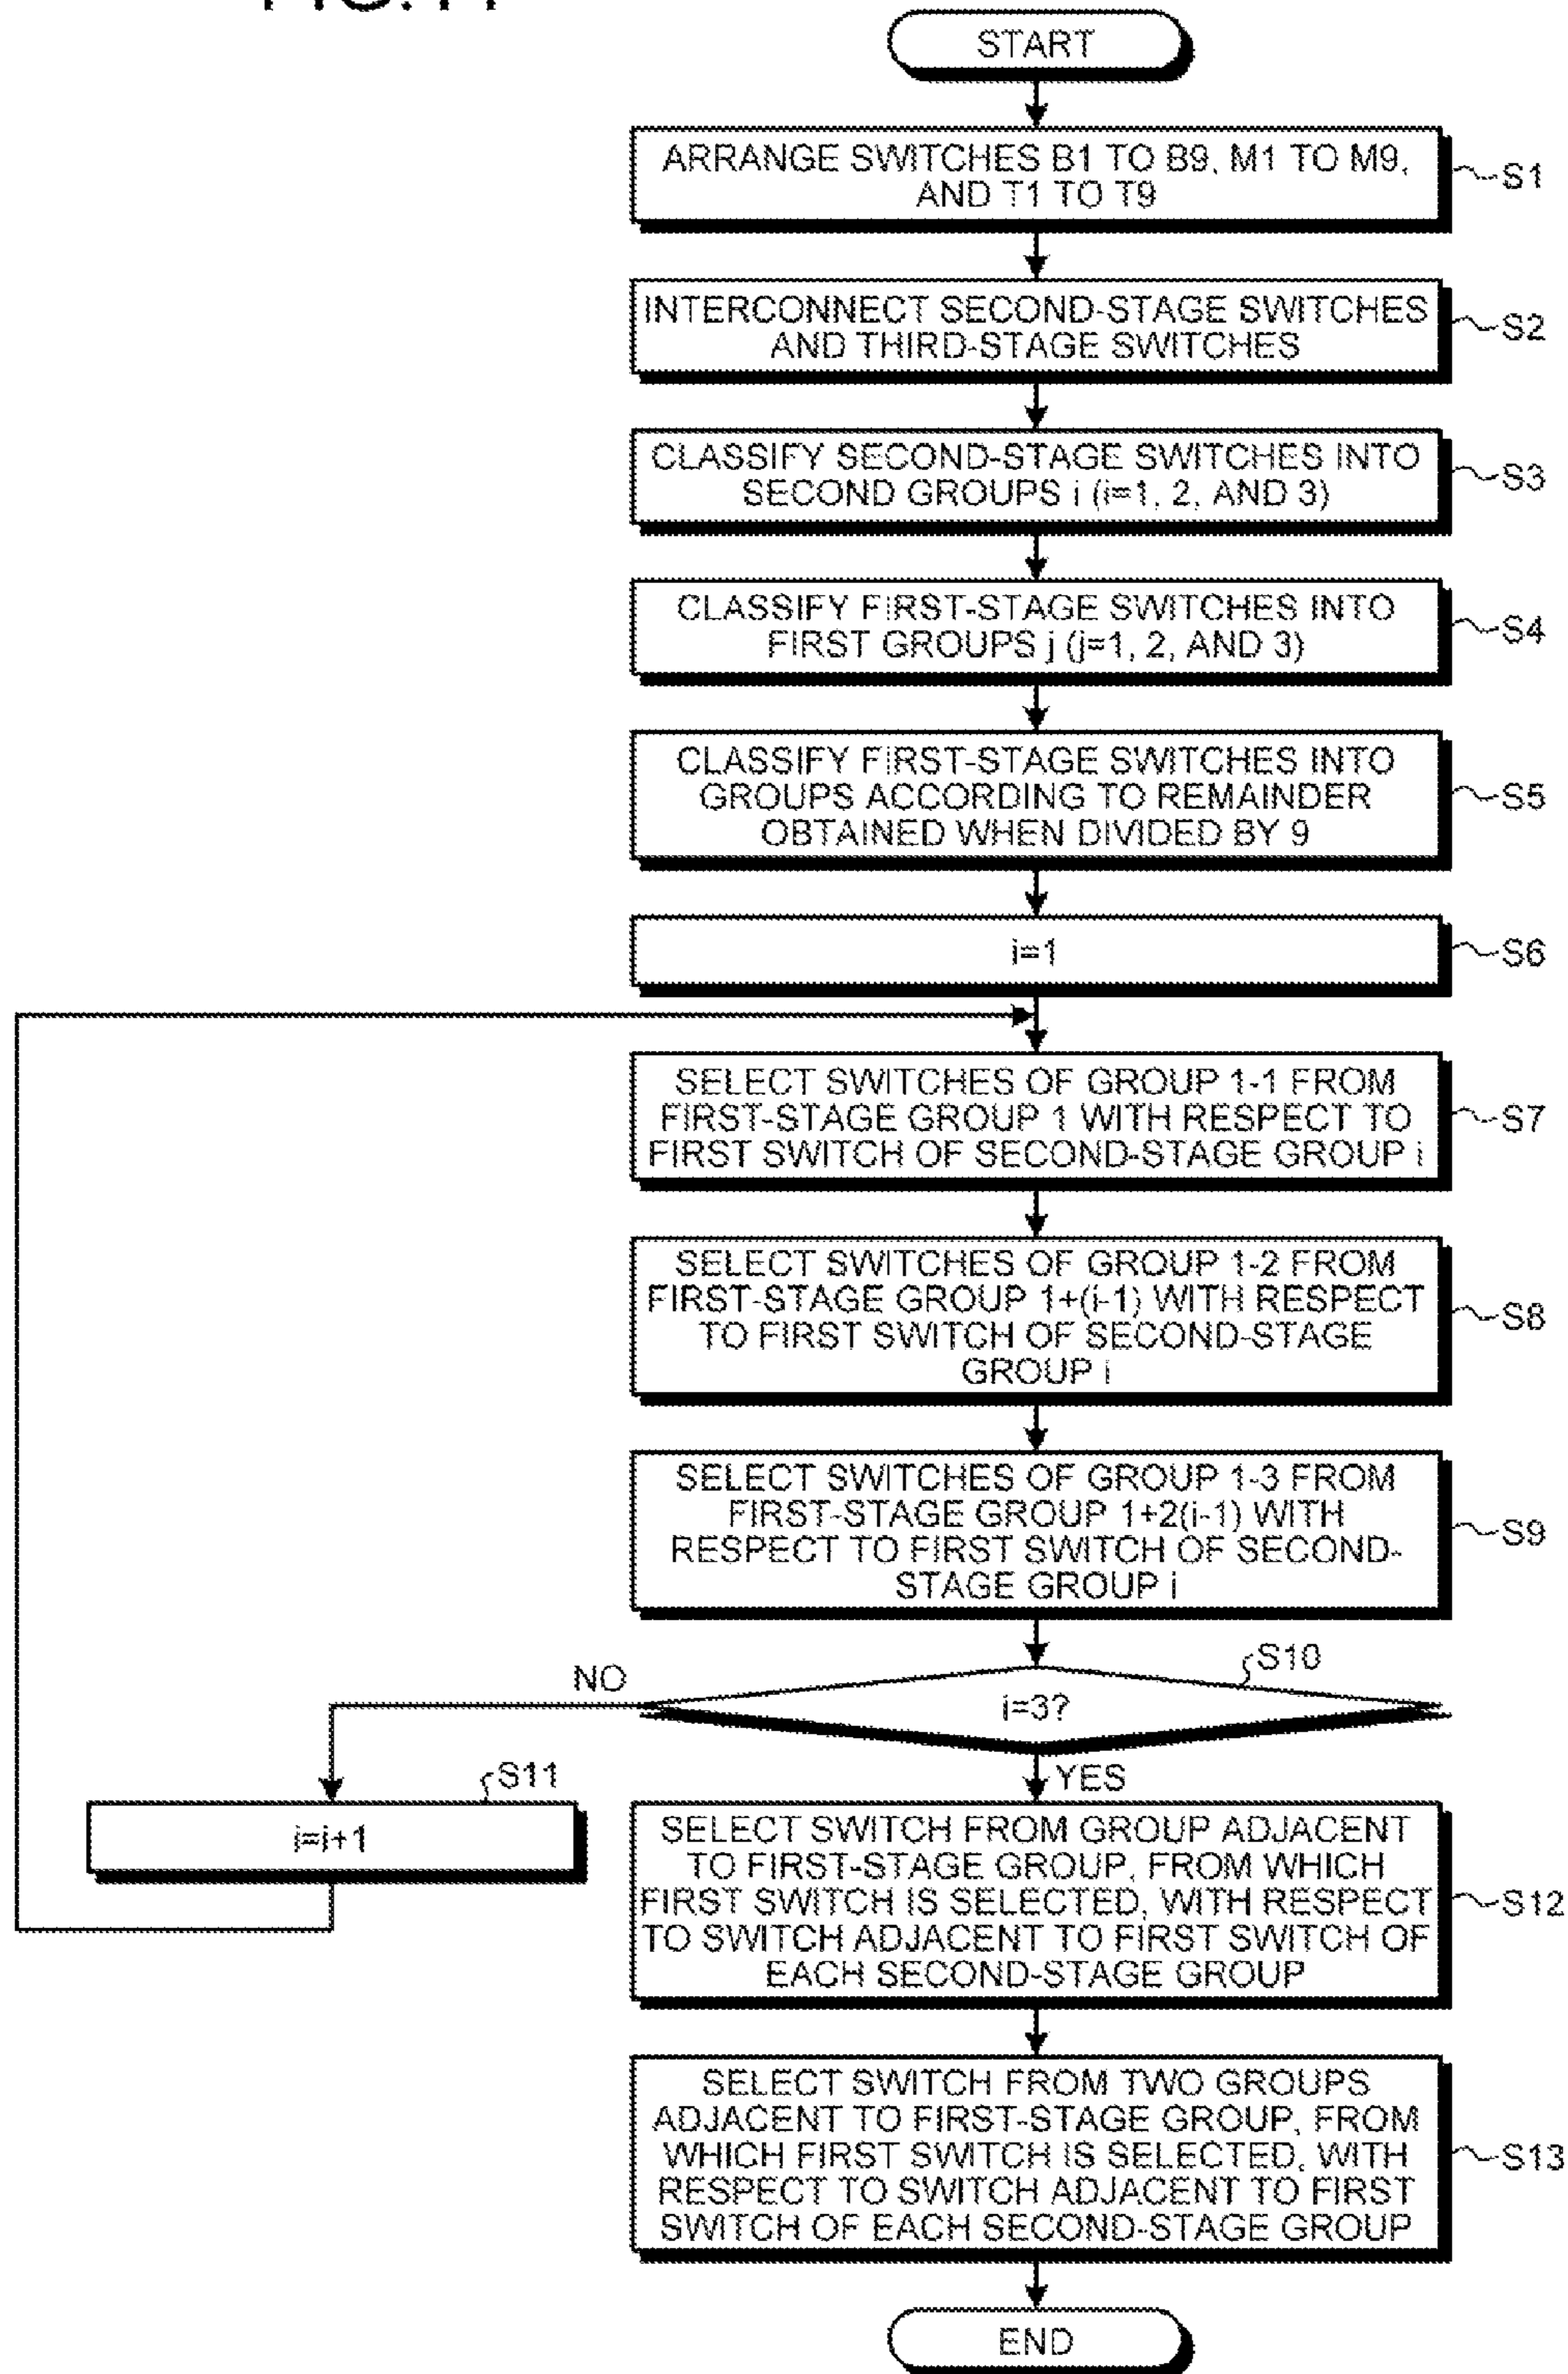 START
ARRANGE SWITCHES B1 TO B9, M1 TO M9,
AND T1 TO T9
S1
INTERCONNECT SECOND-STAGE SWITCHES
AND THIRD-STAGE SWITCHES
S2
CLASSIFY SECOND-STAGE SWITCHES INTO
SECOND GROUPS i (i=1, 2, AND 3)
S3
CLASSIFY FIRST-STAGE SWITCHES INTO
FIRST GROUPS j (j=1, 2, AND 3)
S4
CLASSIFY FIRST-STAGE SWITCHES INTO
GROUPS ACCORDING TO REMAINDER
OBTAINED WHEN DIVIDED BY 9
S5
i=1
S6
SELECT SWITCHES OF GROUP 1-1 FROM
FIRST-STAGE GROUP 1 WITH RESPECT TO
FIRST SWITCH OF SECOND-STAGE GROUP i
S7
SELECT SWITCHES OF GROUP 1-2 FROM
FIRST-STAGE GROUP 1+(i-1) WITH RESPECT
TO FIRST SWITCH OF SECOND-STAGE
GROUP i
S8
SELECT SWITCHES OF GROUP 1-3 FROM
FIRST-STAGE GROUP 1+2(i-1) WITH
RESPECT TO FIRST SWITCH OF SECOND-
STAGE GROUP i
S9
S10
NO
i=3?
YES
S11
i=i+1
SELECT SWITCH FROM GROUP ADJACENT
TO FIRST-STAGE GROUP, FROM WHICH
FIRST SWITCH IS SELECTED, WITH RESPECT
TO SWITCH ADJACENT TO FIRST SWITCH OF
EACH SECOND-STAGE GROUP
S12
SELECT SWITCH FROM TWO GROUPS
ADJACENT TO FIRST-STAGE GROUP, FROM
WHICH FIRST SWITCH IS SELECTED, WITH
RESPECT TO SWITCH ADJACENT TO FIRST
SWITCH OF EACH SECOND-STAGE GROUP
S13
END